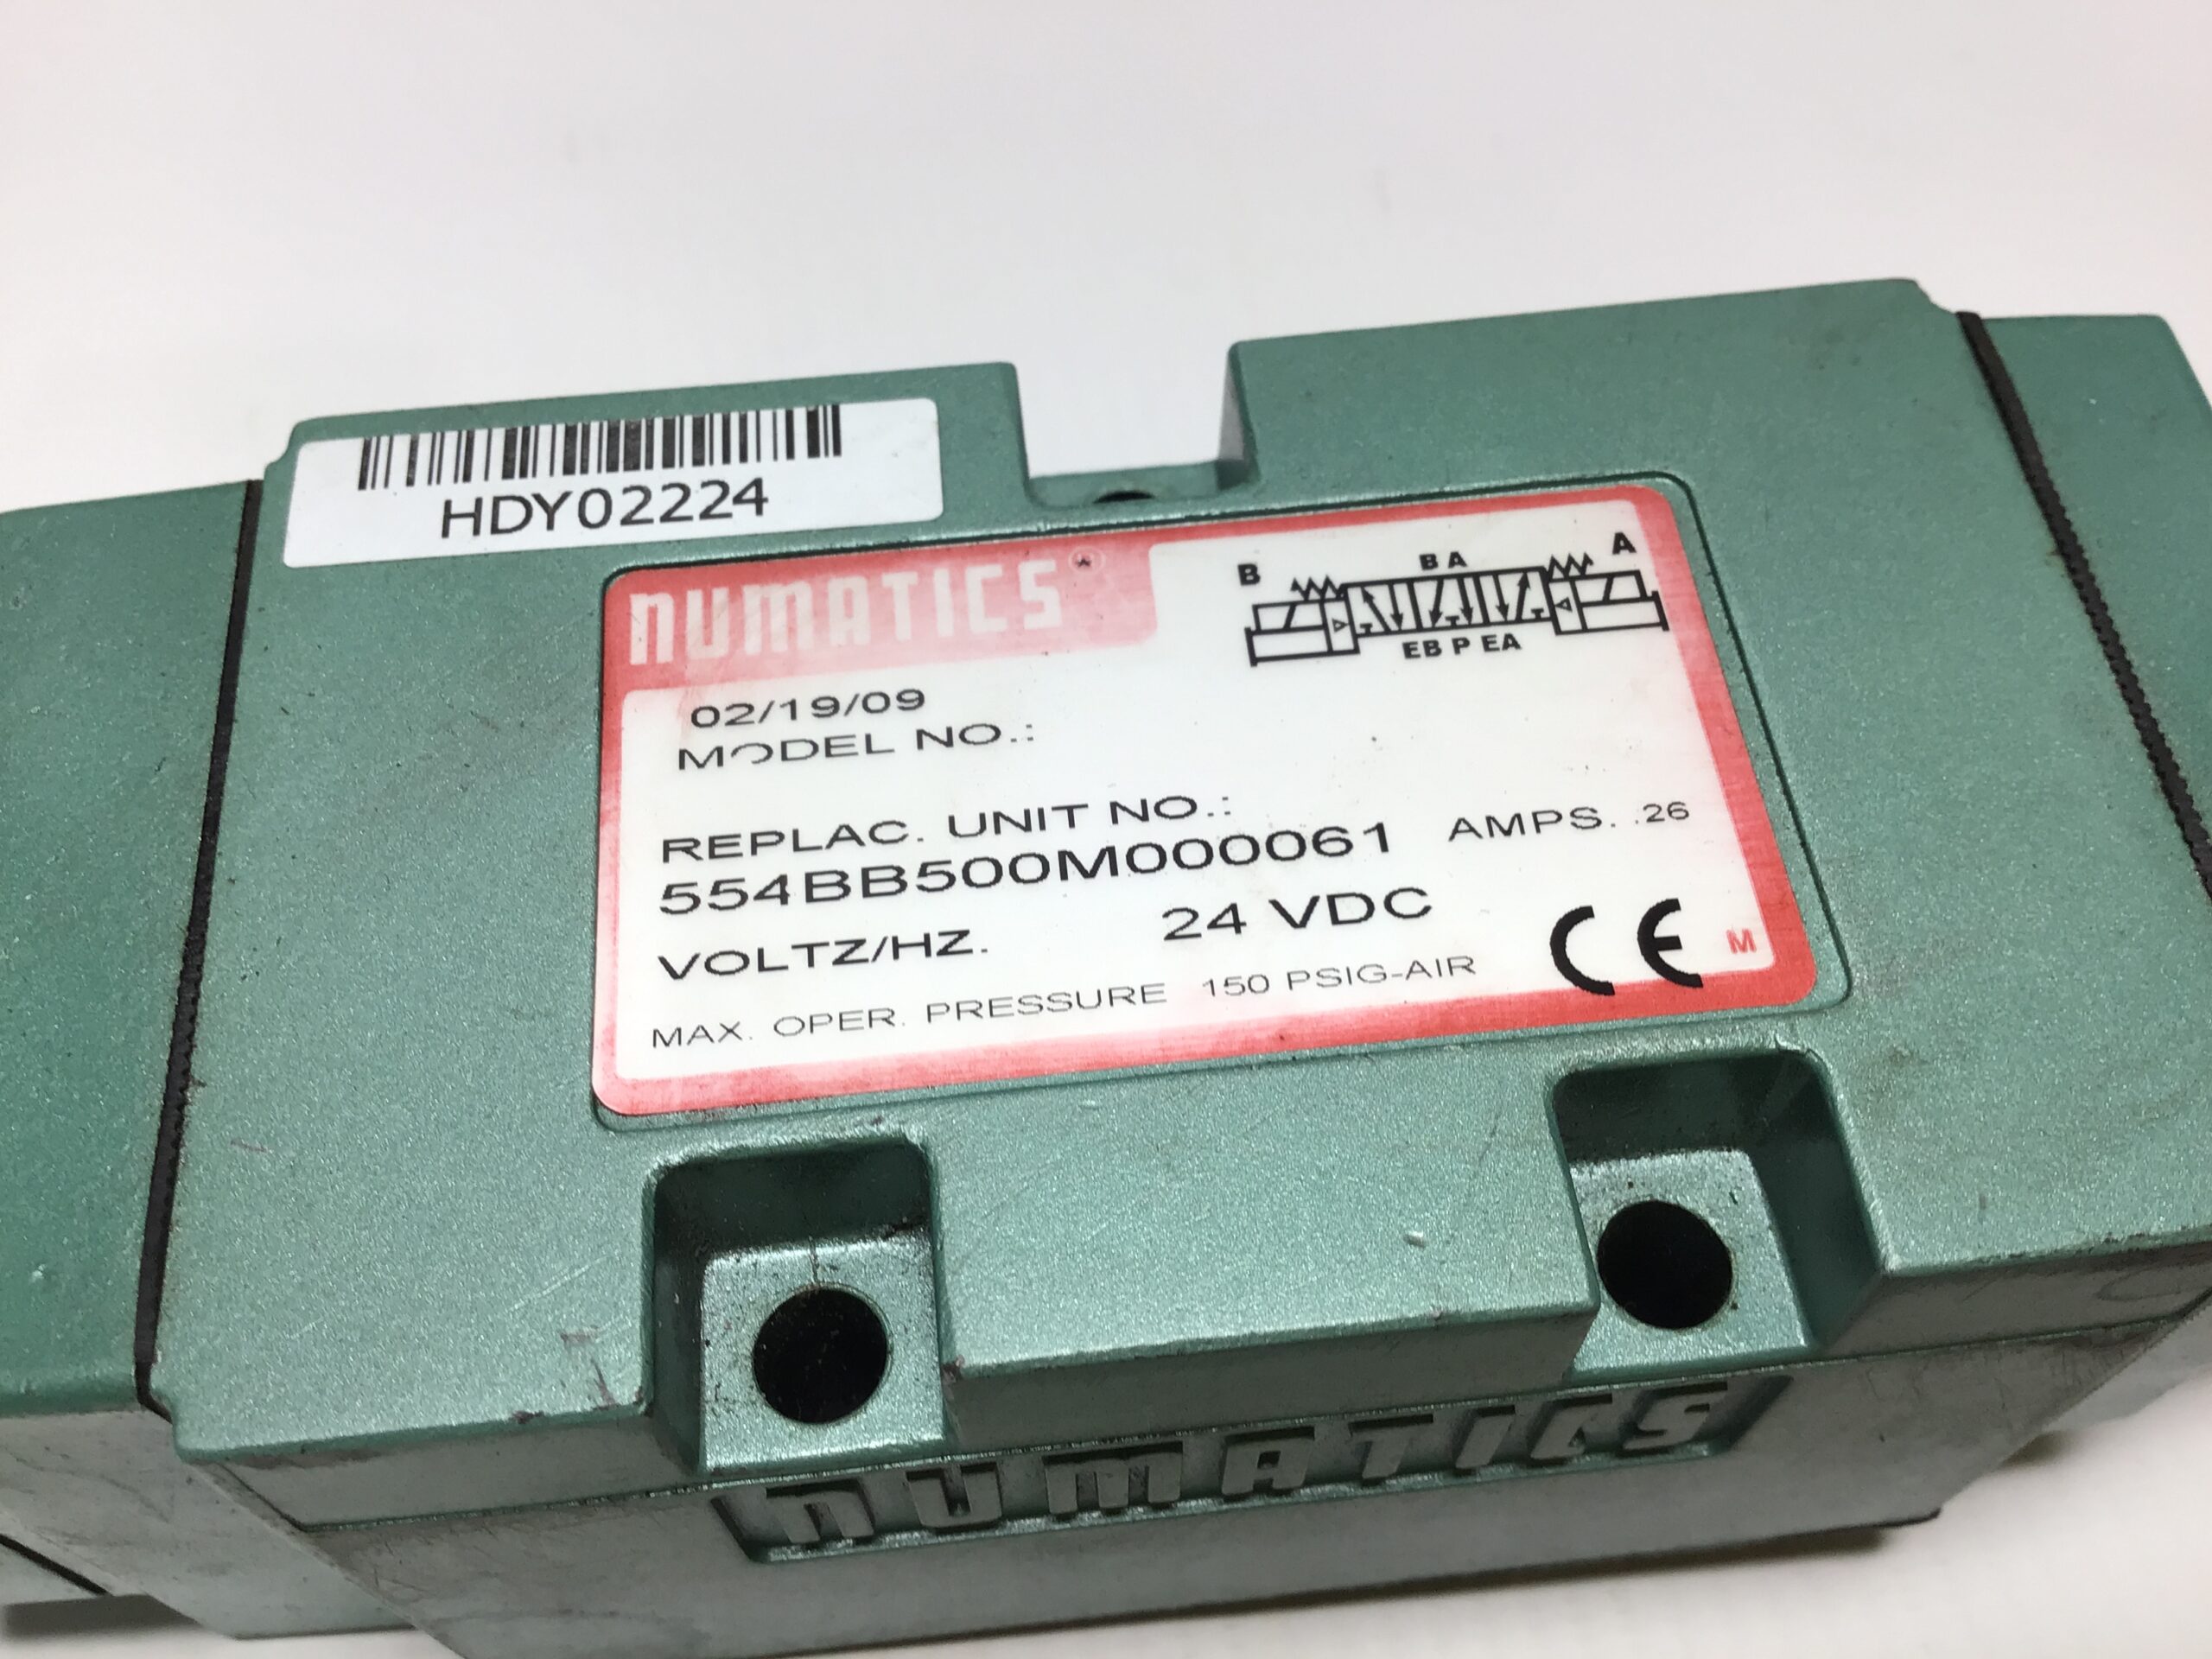 HDY02224
NUMATICS
B
B A
A
EB P EA
02/19/09
MODEL NO.:
REPLAC. UNIT NO.:
554BB500M000061 AMPS. .26
VOLTZ/HZ. 24 VDC
MAX. OPER. PRESSURE 150 PSIG-AIR
CE M
NUMATICS